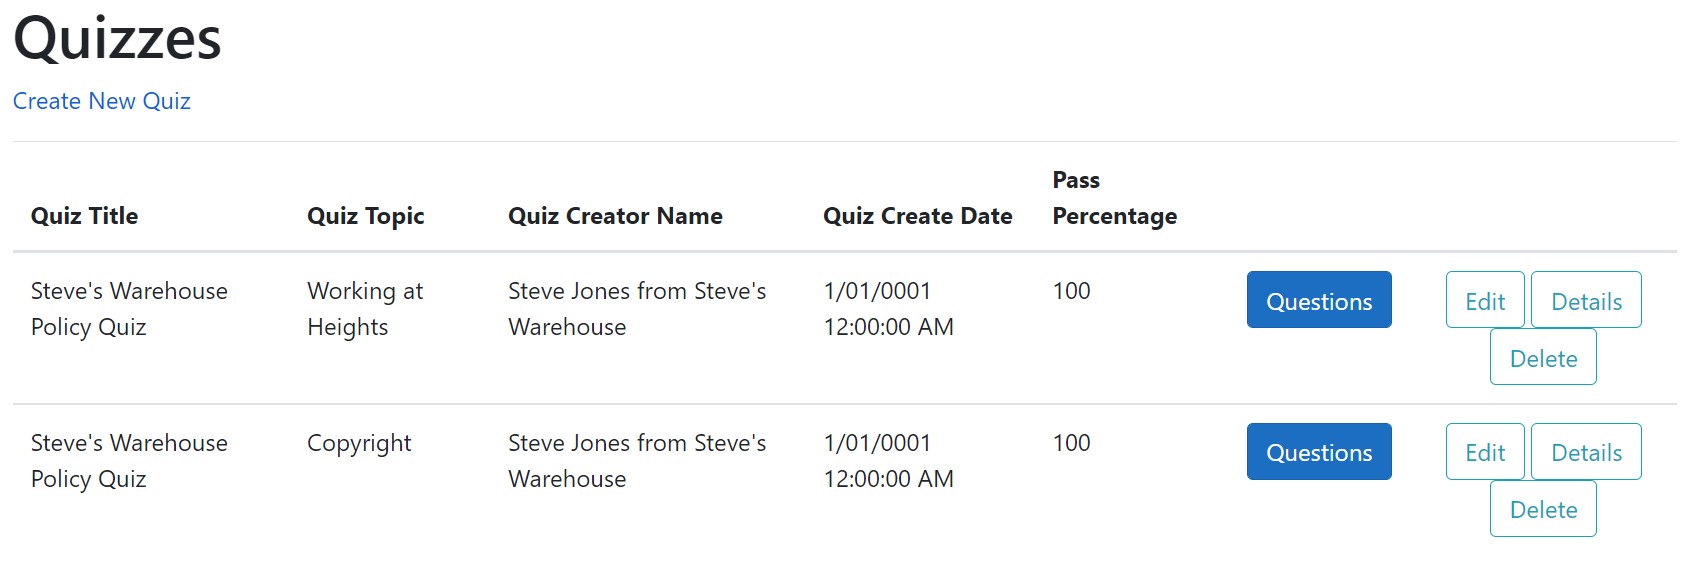 Quizzes
Create New Quiz
Quiz Title Quiz Topic Quiz Creator Name Quiz Create Date Pass Percentage
Steve's Warehouse Policy Quiz Working at Heights Steve Jones from Steve's Warehouse 1/01/0001 12:00:00 AM 100 Questions Edit Details Delete
Steve's Warehouse Policy Quiz Copyright Steve Jones from Steve's Warehouse 1/01/0001 12:00:00 AM 100 Questions Edit Details Delete